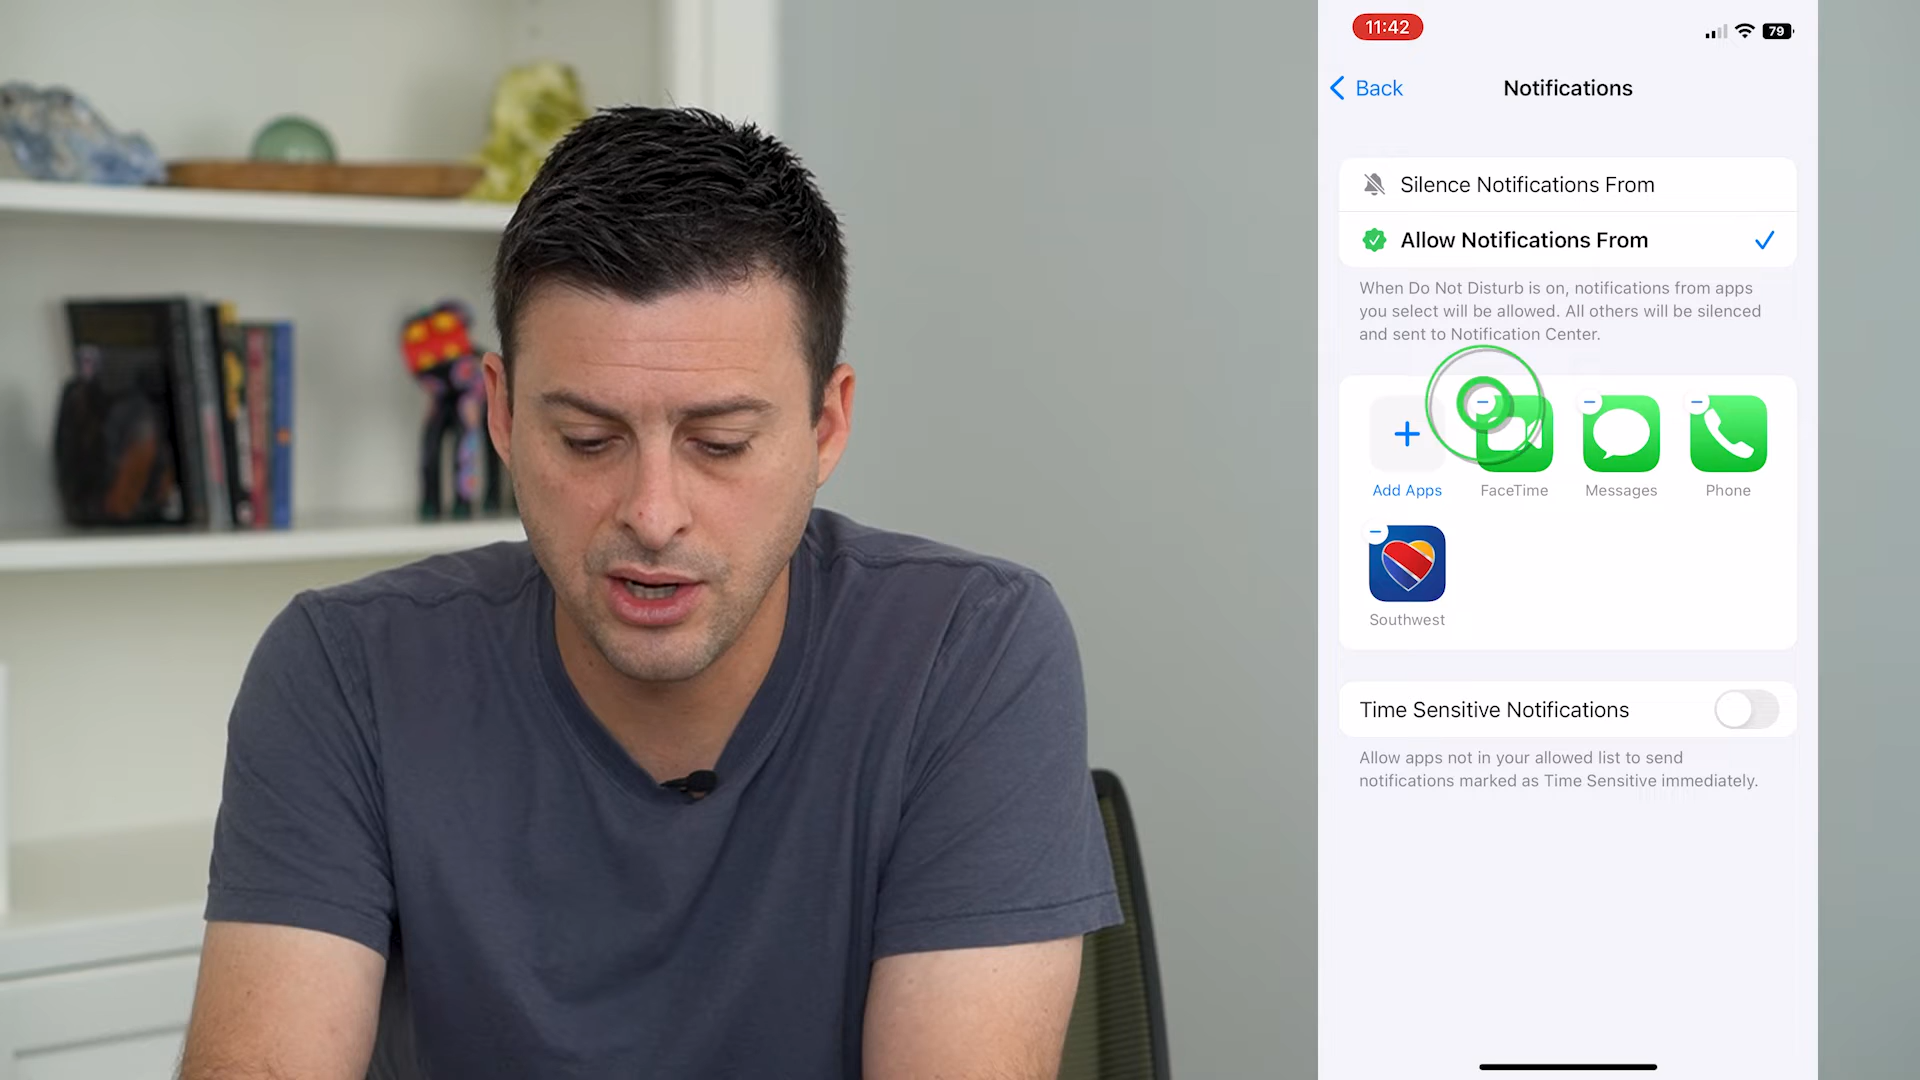 11:42
79
Back
Notifications
Silence Notifications From
Allow Notifications From
When Do Not Disturb is on, notifications from apps
you select will be allowed. All others will be silenced
and sent to Notification Center.
Add Apps
FaceTime
Messages
Phone
Southwest
Time Sensitive Notifications
Allow apps not in your allowed list to send
notifications marked as Time Sensitive immediately.